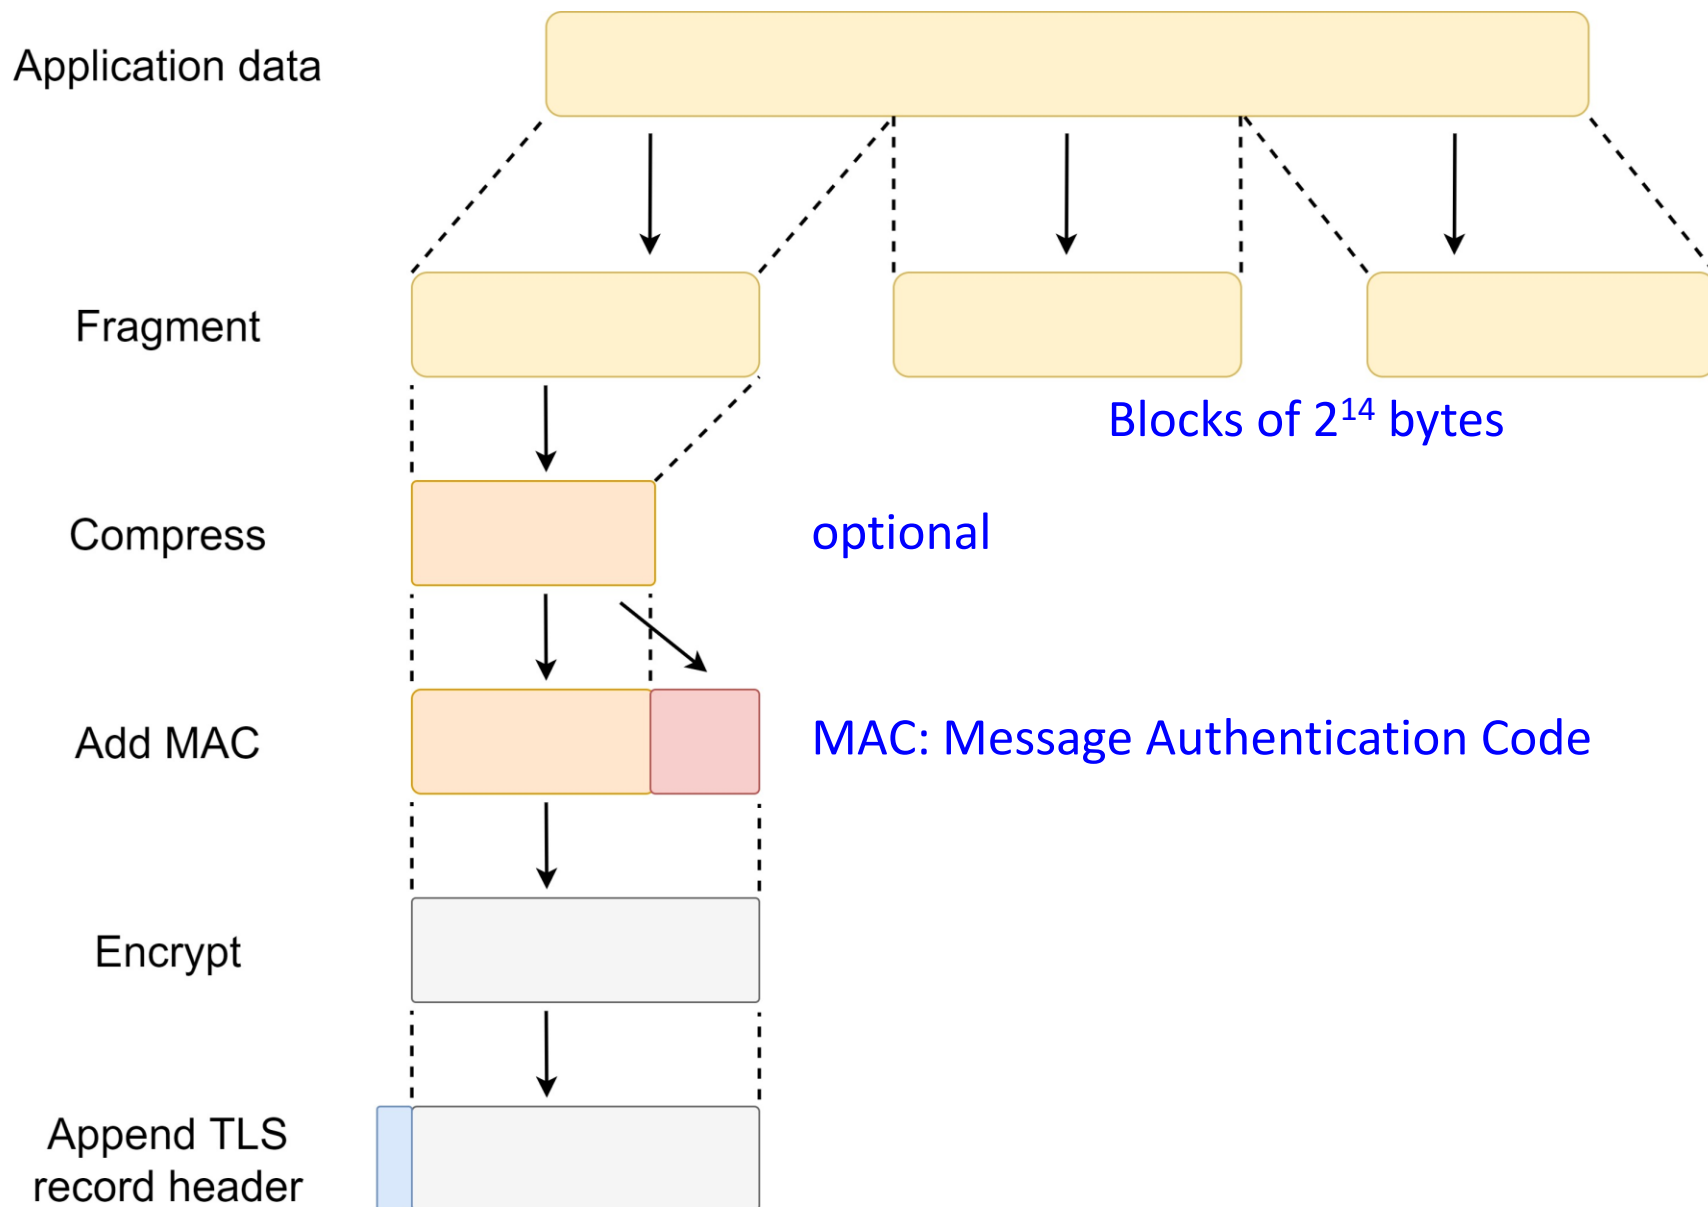 Application data
Fragment
Blocks of 2¹⁴ bytes
Compress
optional
Add MAC
MAC: Message Authentication Code
Encrypt
Append TLS
record header